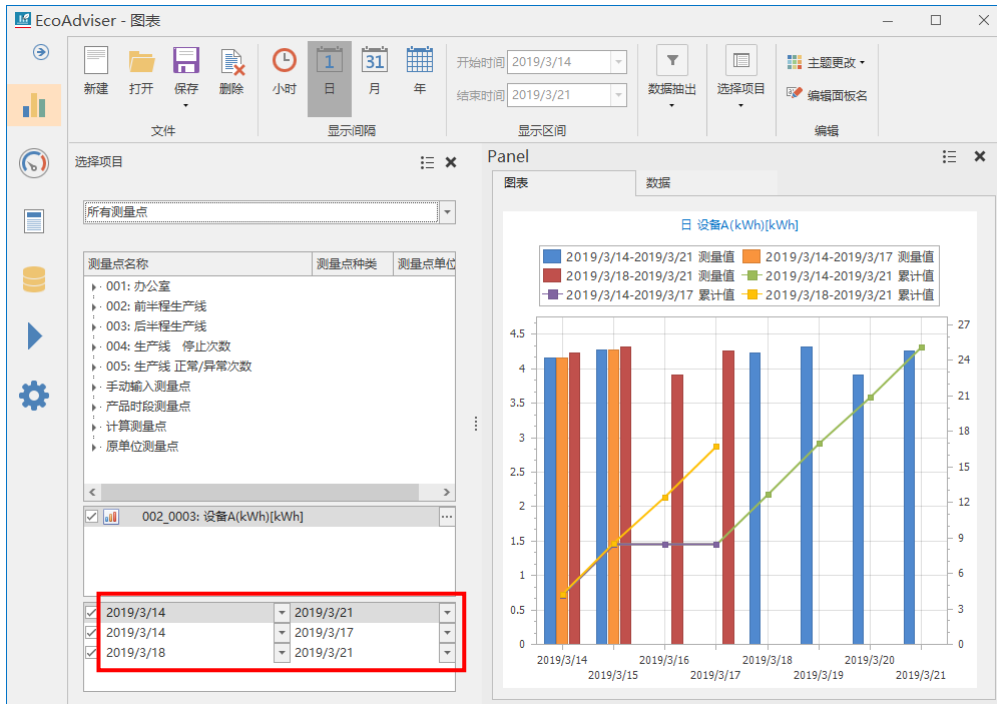 EcoAdviser - 图表
新建 打开 保存 删除 小时 1 日 31 月 年 开始时间 2019/3/14 数据抽出 选择项目 主题更改
结束时间 2019/3/21 编辑面板名
文件 显示间隔 显示区间 编辑
选择项目
所有测量点
测量点名称 测量点种类 测量点单位
001: 办公室
002: 前半程生产线
003: 后半程生产线
004: 生产线 停止次数
005: 生产线 正常/异常次数
手动输入测量点
产品时段测量点
计算测量点
原单位测量点
002_0003: 设备A(kWh)[kWh]
2019/3/14 2019/3/21
2019/3/14 2019/3/17
2019/3/18 2019/3/21
Panel
图表 数据
日 设备A(kWh)[kWh]
2019/3/14-2019/3/21 测量值 2019/3/14-2019/3/17 测量值
2019/3/18-2019/3/21 测量值 2019/3/14-2019/3/21 累计值
2019/3/14-2019/3/17 累计值 2019/3/18-2019/3/21 累计值
27
4.5
4 24
3.5 21
3 18
2.5 15
2 12
1.5 9
1 6
0.5 3
0 0
2019/3/14 2019/3/16 2019/3/18 2019/3/20
2019/3/15 2019/3/17 2019/3/19 2019/3/21